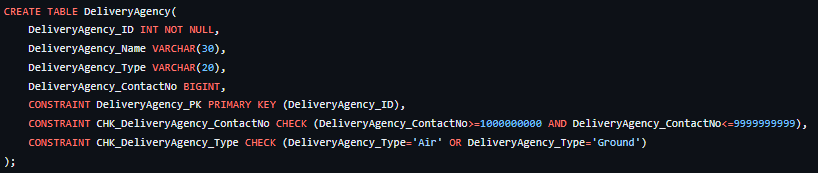 CREATE TABLE DeliveryAgency(
    DeliveryAgency_ID INT NOT NULL,
    DeliveryAgency_Name VARCHAR(30),
    DeliveryAgency_Type VARCHAR(20),
    DeliveryAgency_ContactNo BIGINT,
    CONSTRAINT DeliveryAgency_PK PRIMARY KEY (DeliveryAgency_ID),
    CONSTRAINT CHK_DeliveryAgency_ContactNo CHECK (DeliveryAgency_ContactNo>=1000000000 AND DeliveryAgency_ContactNo<=9999999999),
    CONSTRAINT CHK_DeliveryAgency_Type CHECK (DeliveryAgency_Type='Air' OR DeliveryAgency_Type='Ground')
);